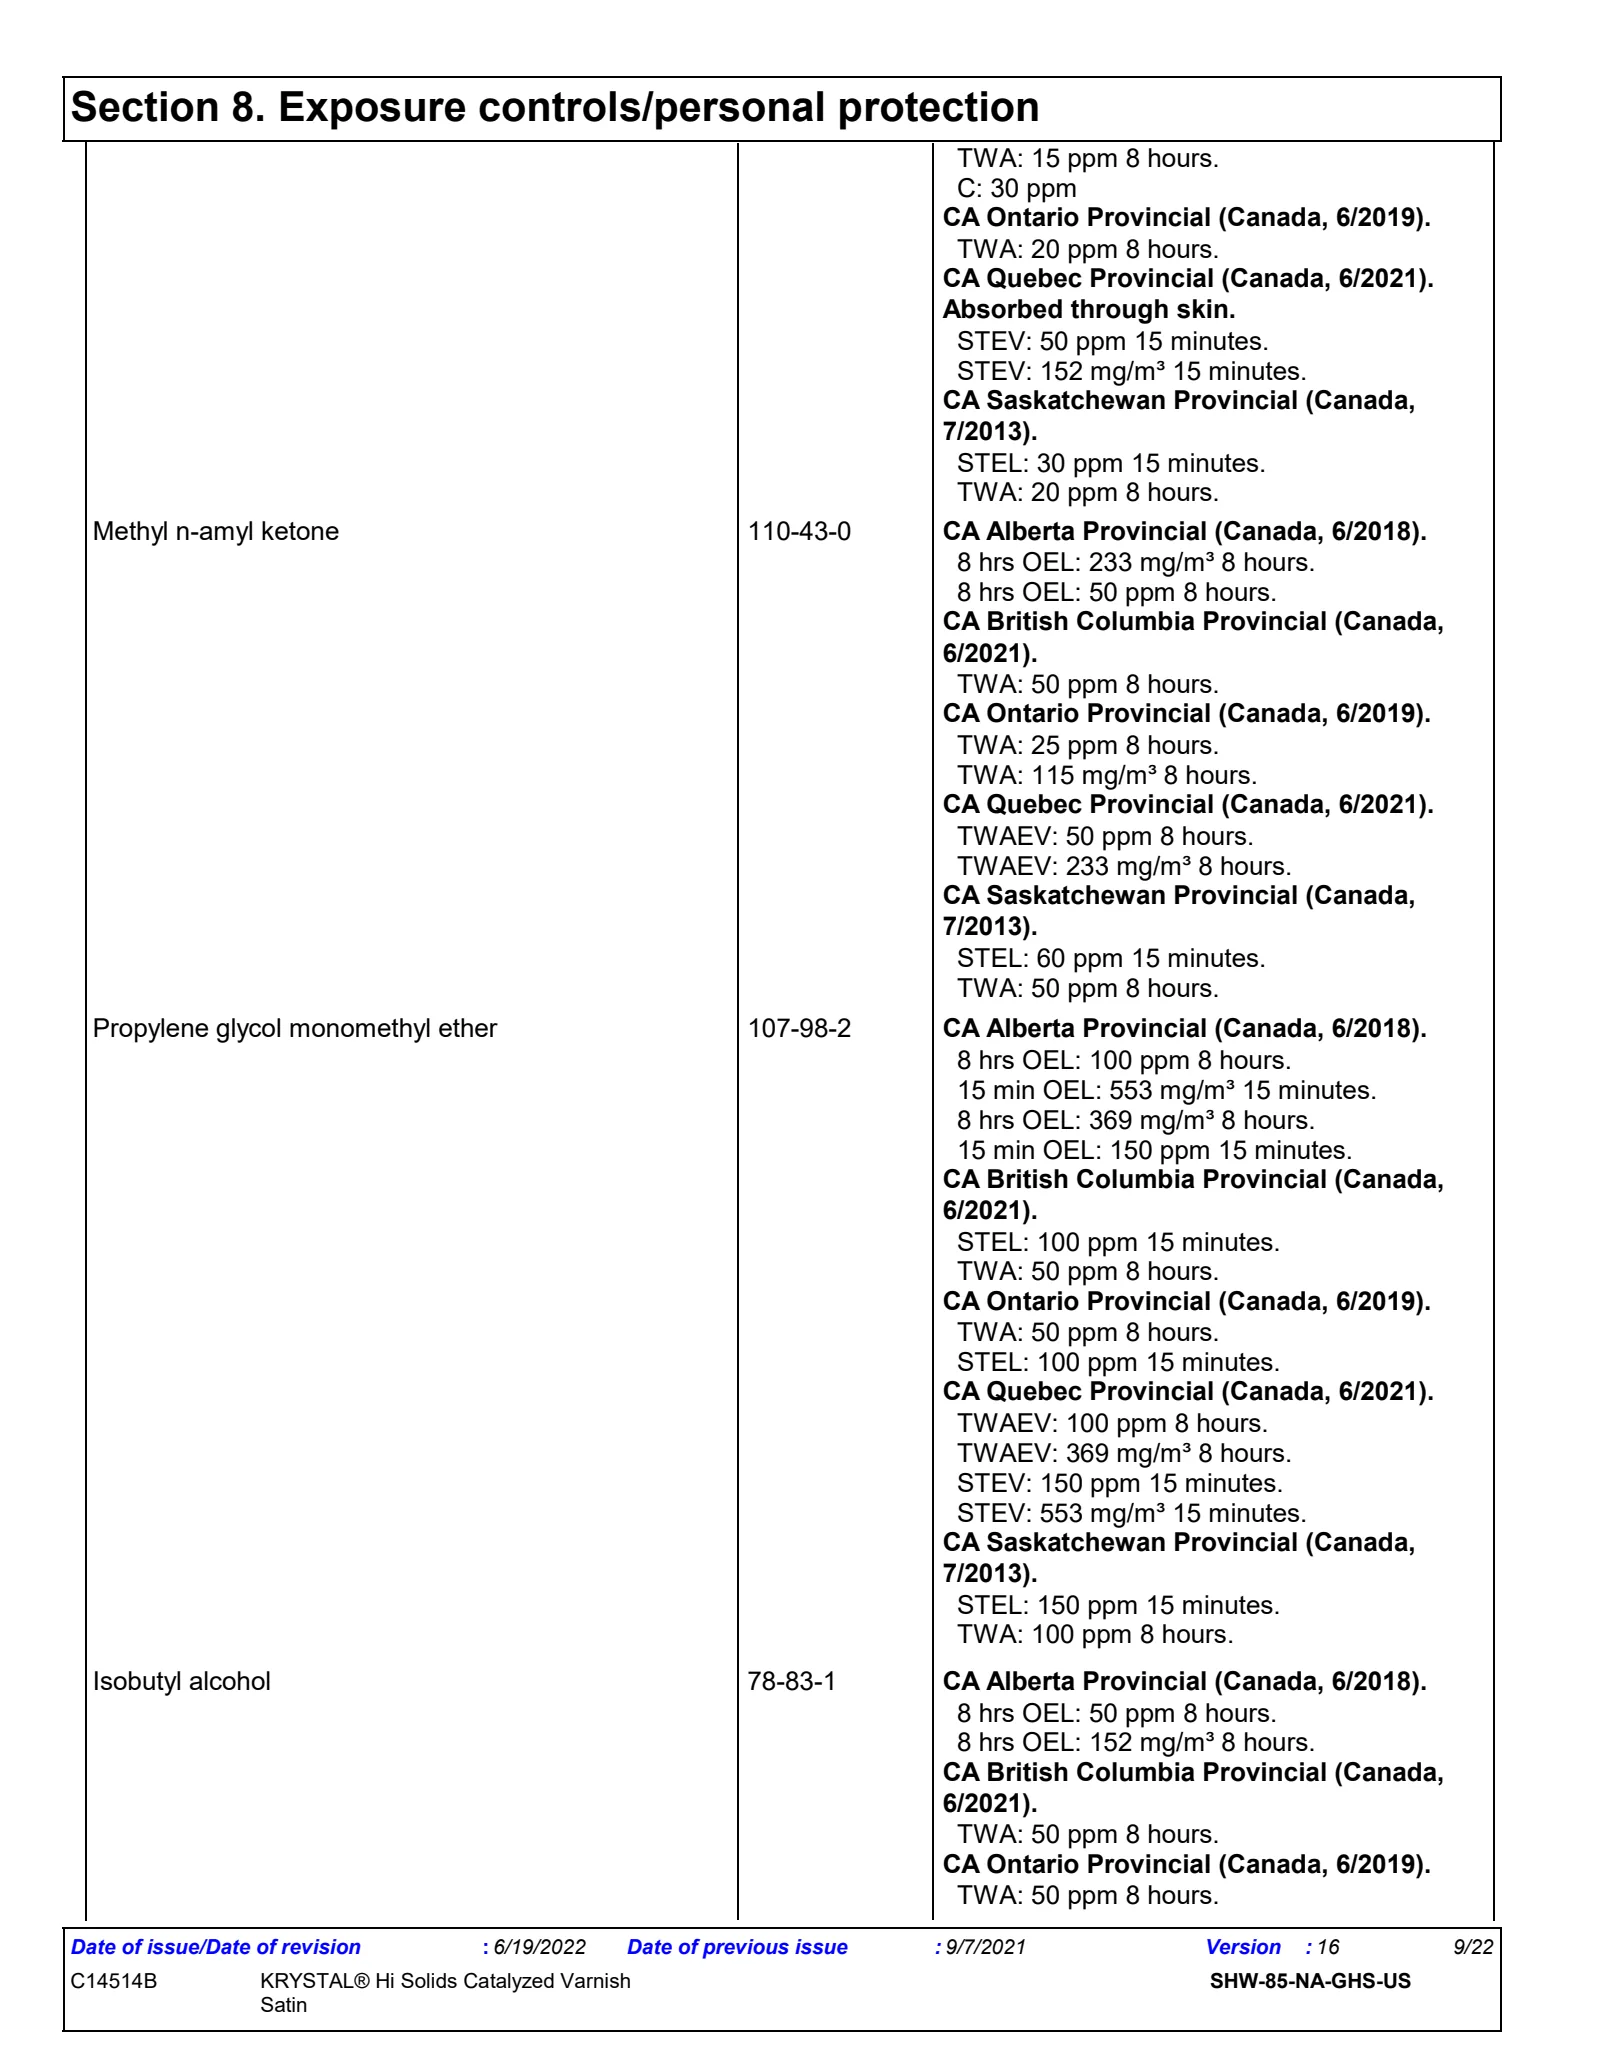 Section 8. Exposure controls/personal protection
TWA: 15 ppm 8 hours.
C: 30 ppm
CA Ontario Provincial (Canada, 6/2019).
TWA: 20 ppm 8 hours.
CA Quebec Provincial (Canada, 6/2021).
Absorbed through skin.
STEV: 50 ppm 15 minutes.
STEV: 152 mg/m³ 15 minutes.
CA Saskatchewan Provincial (Canada,
7/2013).
STEL: 30 ppm 15 minutes.
TWA: 20 ppm 8 hours.
Methyl n-amyl ketone 110-43-0 CA Alberta Provincial (Canada, 6/2018).
8 hrs OEL: 233 mg/m³ 8 hours.
8 hrs OEL: 50 ppm 8 hours.
CA British Columbia Provincial (Canada,
6/2021).
TWA: 50 ppm 8 hours.
CA Ontario Provincial (Canada, 6/2019).
TWA: 25 ppm 8 hours.
TWA: 115 mg/m³ 8 hours.
CA Quebec Provincial (Canada, 6/2021).
TWAEV: 50 ppm 8 hours.
TWAEV: 233 mg/m³ 8 hours.
CA Saskatchewan Provincial (Canada,
7/2013).
STEL: 60 ppm 15 minutes.
TWA: 50 ppm 8 hours.
Propylene glycol monomethyl ether 107-98-2 CA Alberta Provincial (Canada, 6/2018).
8 hrs OEL: 100 ppm 8 hours.
15 min OEL: 553 mg/m³ 15 minutes.
8 hrs OEL: 369 mg/m³ 8 hours.
15 min OEL: 150 ppm 15 minutes.
CA British Columbia Provincial (Canada,
6/2021).
STEL: 100 ppm 15 minutes.
TWA: 50 ppm 8 hours.
CA Ontario Provincial (Canada, 6/2019).
TWA: 50 ppm 8 hours.
STEL: 100 ppm 15 minutes.
CA Quebec Provincial (Canada, 6/2021).
TWAEV: 100 ppm 8 hours.
TWAEV: 369 mg/m³ 8 hours.
STEV: 150 ppm 15 minutes.
STEV: 553 mg/m³ 15 minutes.
CA Saskatchewan Provincial (Canada,
7/2013).
STEL: 150 ppm 15 minutes.
TWA: 100 ppm 8 hours.
Isobutyl alcohol 78-83-1 CA Alberta Provincial (Canada, 6/2018).
8 hrs OEL: 50 ppm 8 hours.
8 hrs OEL: 152 mg/m³ 8 hours.
CA British Columbia Provincial (Canada,
6/2021).
TWA: 50 ppm 8 hours.
CA Ontario Provincial (Canada, 6/2019).
TWA: 50 ppm 8 hours.
Date of issue/Date of revision : 6/19/2022 Date of previous issue : 9/7/2021 Version : 16 9/22
C14514B KRYSTAL® Hi Solids Catalyzed Varnish SHW-85-NA-GHS-US
Satin